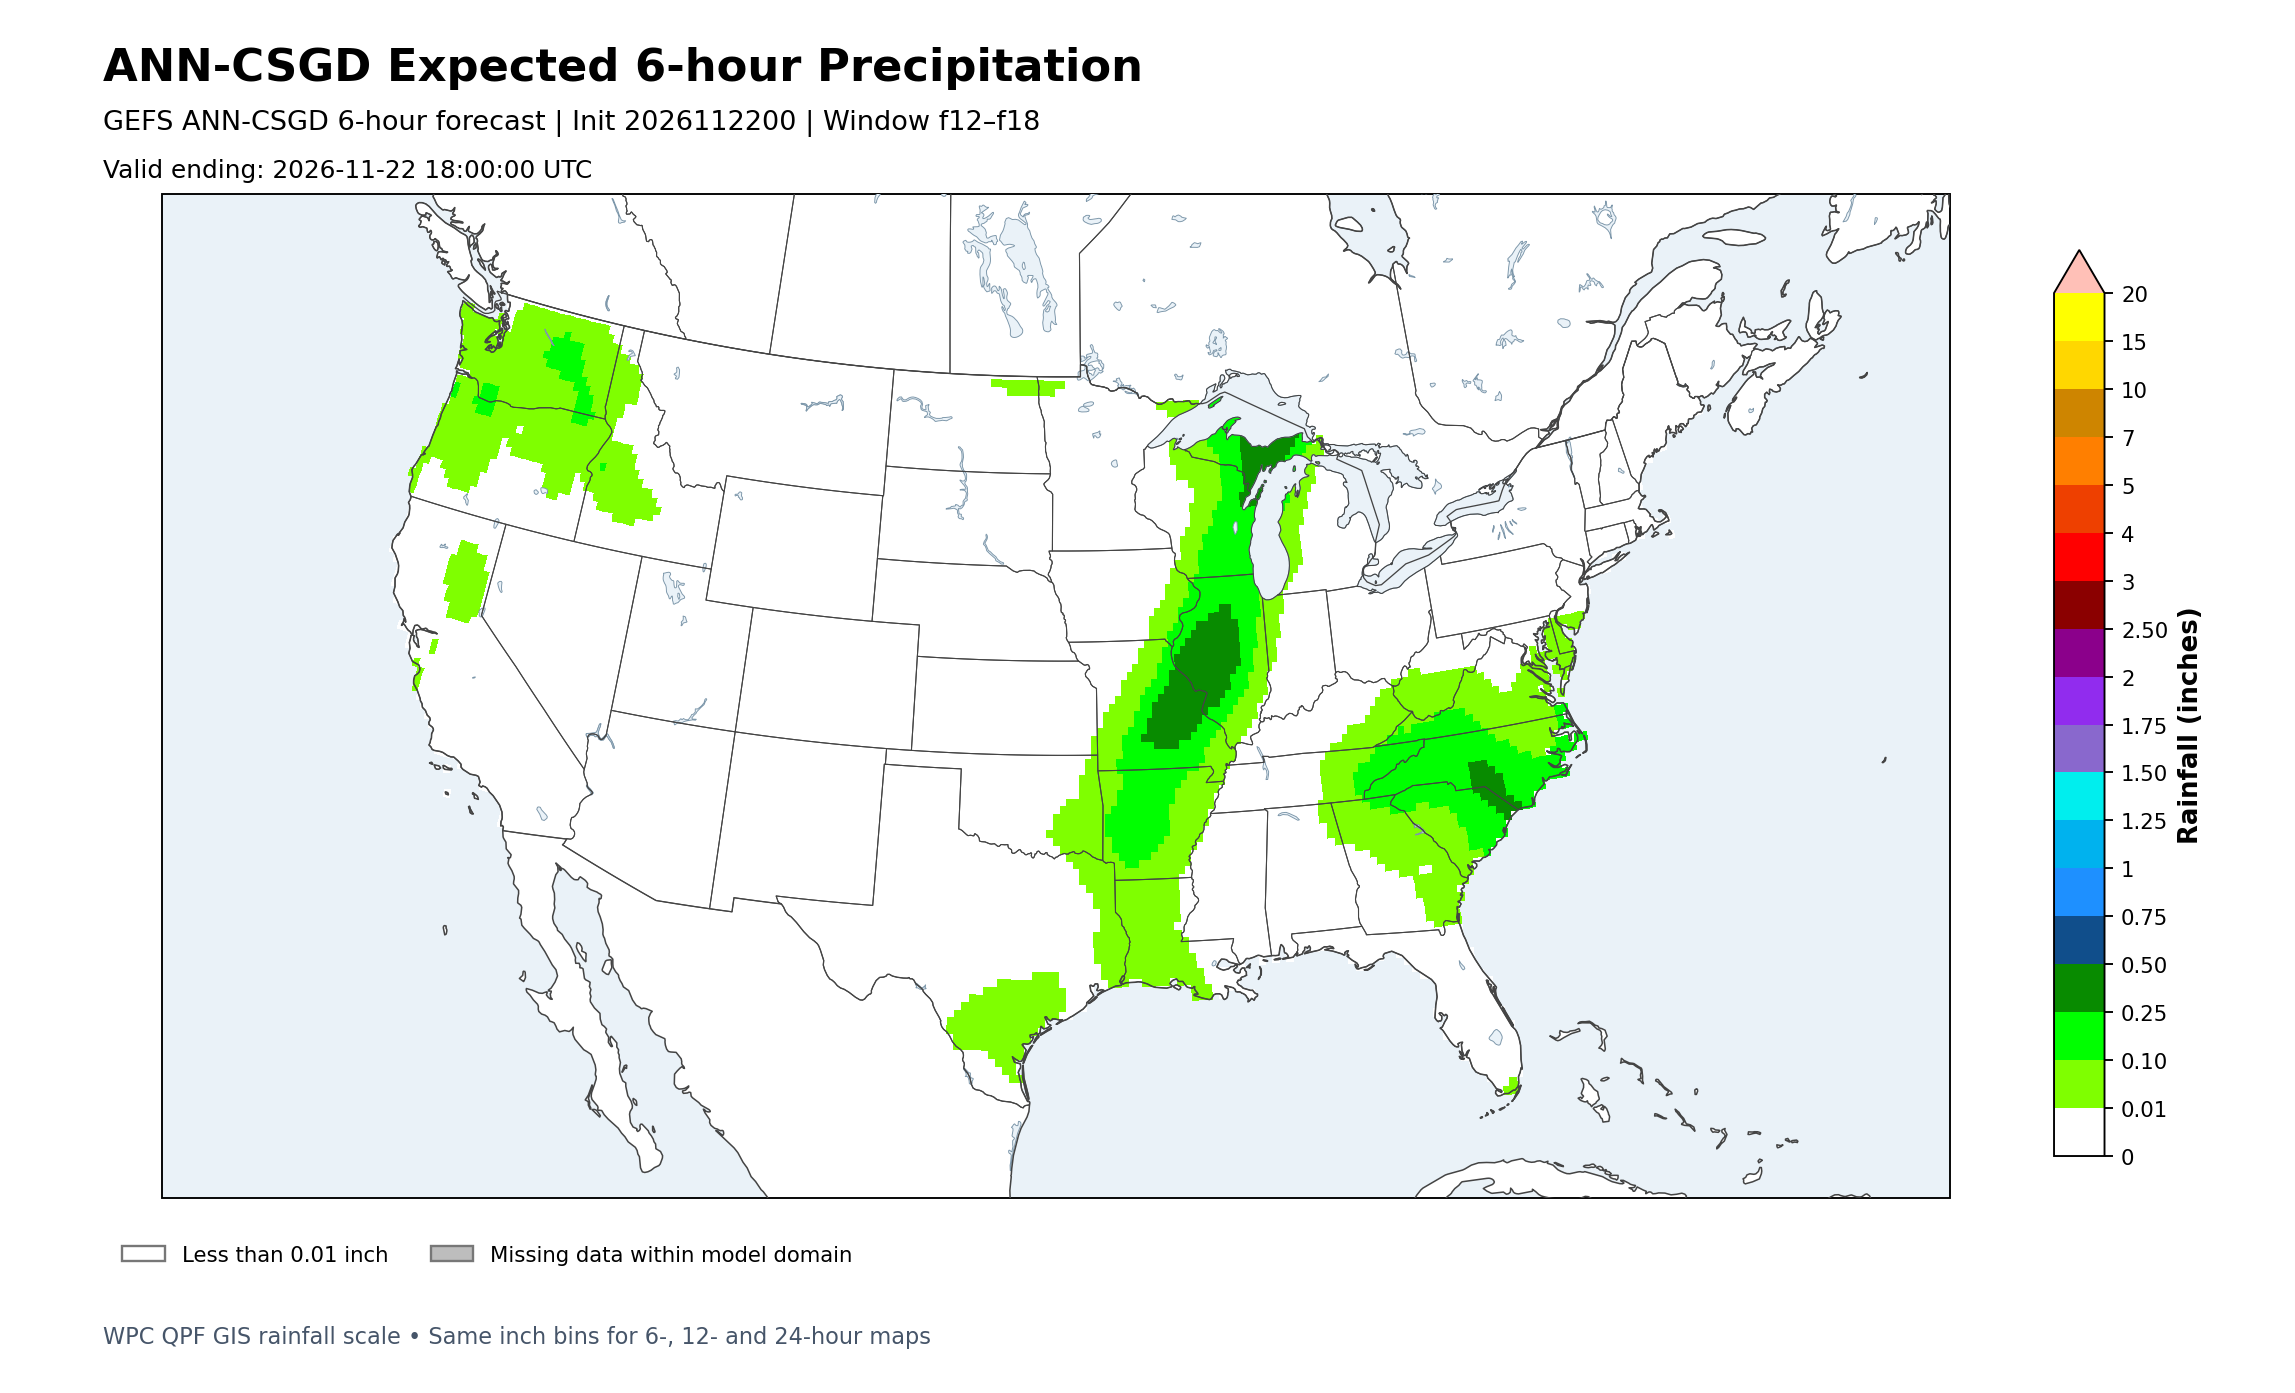 ANN-CSGD Expected 6-hour Precipitation
GEFS ANN-CSGD 6-hour forecast | Init 2026112200 | Window f12–f18
Valid ending: 2026-11-22 18:00:00 UTC
20
15
10
7
5
4
3
2.50
2
1.75
1.50
1.25
1
0.75
0.50
0.25
0.10
0.01
0
Rainfall (inches)
Less than 0.01 inch
Missing data within model domain
WPC QPF GIS rainfall scale • Same inch bins for 6-, 12- and 24-hour maps